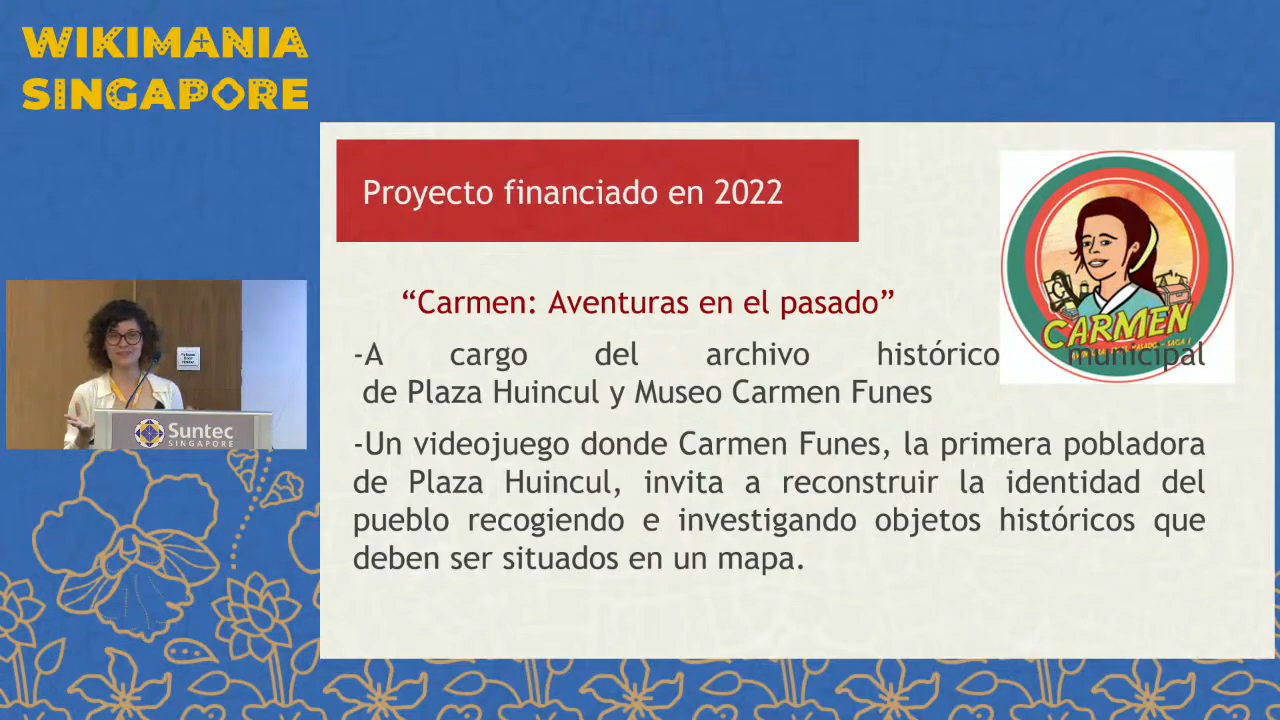 WIKIMANIA
SINGAPORE
Proyecto financiado en 2022
“Carmen: Aventuras en el pasado”
-A cargo del archivo histórico municipal
de Plaza Huincul y Museo Carmen Funes
-Un videojuego donde Carmen Funes, la primera pobladora
de Plaza Huincul, invita a reconstruir la identidad del
pueblo recogiendo e investigando objetos históricos que
deben ser situados en un mapa.
CARMEN
Suntec
SINGAPORE